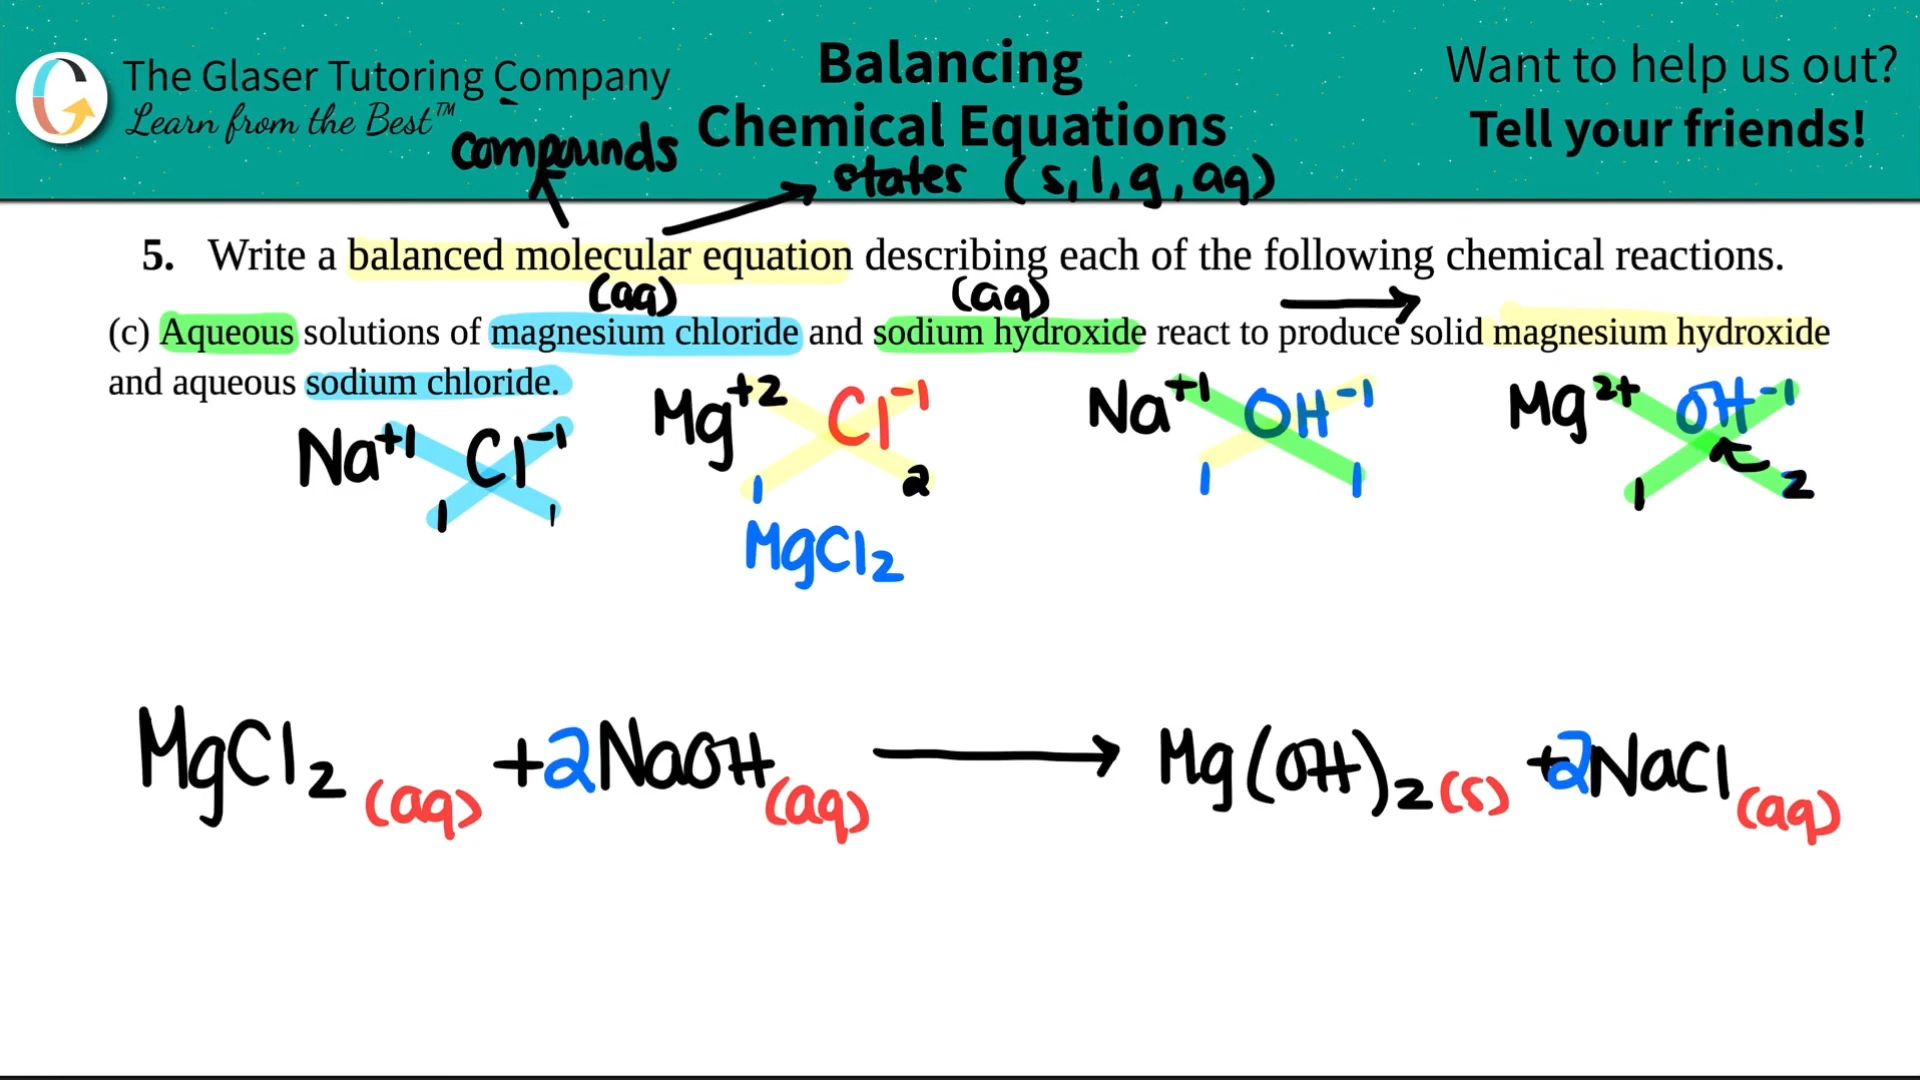 The Glaser Tutoring Company
Learn from the Best™
Balancing
Chemical Equations
Want to help us out?
Tell your friends!
compounds
states (s, l, g, aq)
5. Write a balanced molecular equation describing each of the following chemical reactions.
(aq) (aq)
(c) Aqueous solutions of magnesium chloride and sodium hydroxide react to produce solid magnesium hydroxide
and aqueous sodium chloride.
Na+1 Cl-1
1 1
Mg+2 Cl-1
1 2
MgCl2
Na+1 OH-1
1 1
Mg2+ OH-1
1 2
MgCl2 (aq) + 2NaOH (aq) → Mg(OH)2 (s) + 2NaCl (aq)